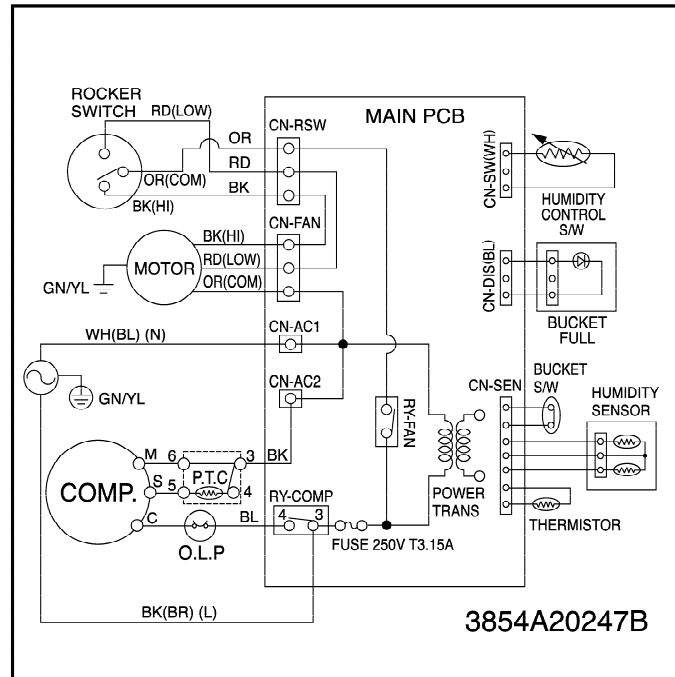 ROCKER
SWITCH
RD(LOW)
OR
RD
BK
OR(COM)
BK(HI)
CN-RSW
MAIN PCB
CN-SW(WH)
HUMIDITY
CONTROL
S/W
CN-FAN
BK(HI)
RD(LOW)
OR(COM)
MOTOR
GN/YL
CN-DIS(BL)
BUCKET
FULL
WH(BL) (N)
CN-AC1
CN-AC2
GN/YL
RY-FAN
CN-SEN
BUCKET
S/W
HUMIDITY
SENSOR
COMP.
M
6
3
BK
P.T.C
S
5
4
C
O.L.P
BL
RY-COMP
4
3
FUSE 250V T3.15A
POWER
TRANS
THERMISTOR
BK(BR) (L)
3854A20247B